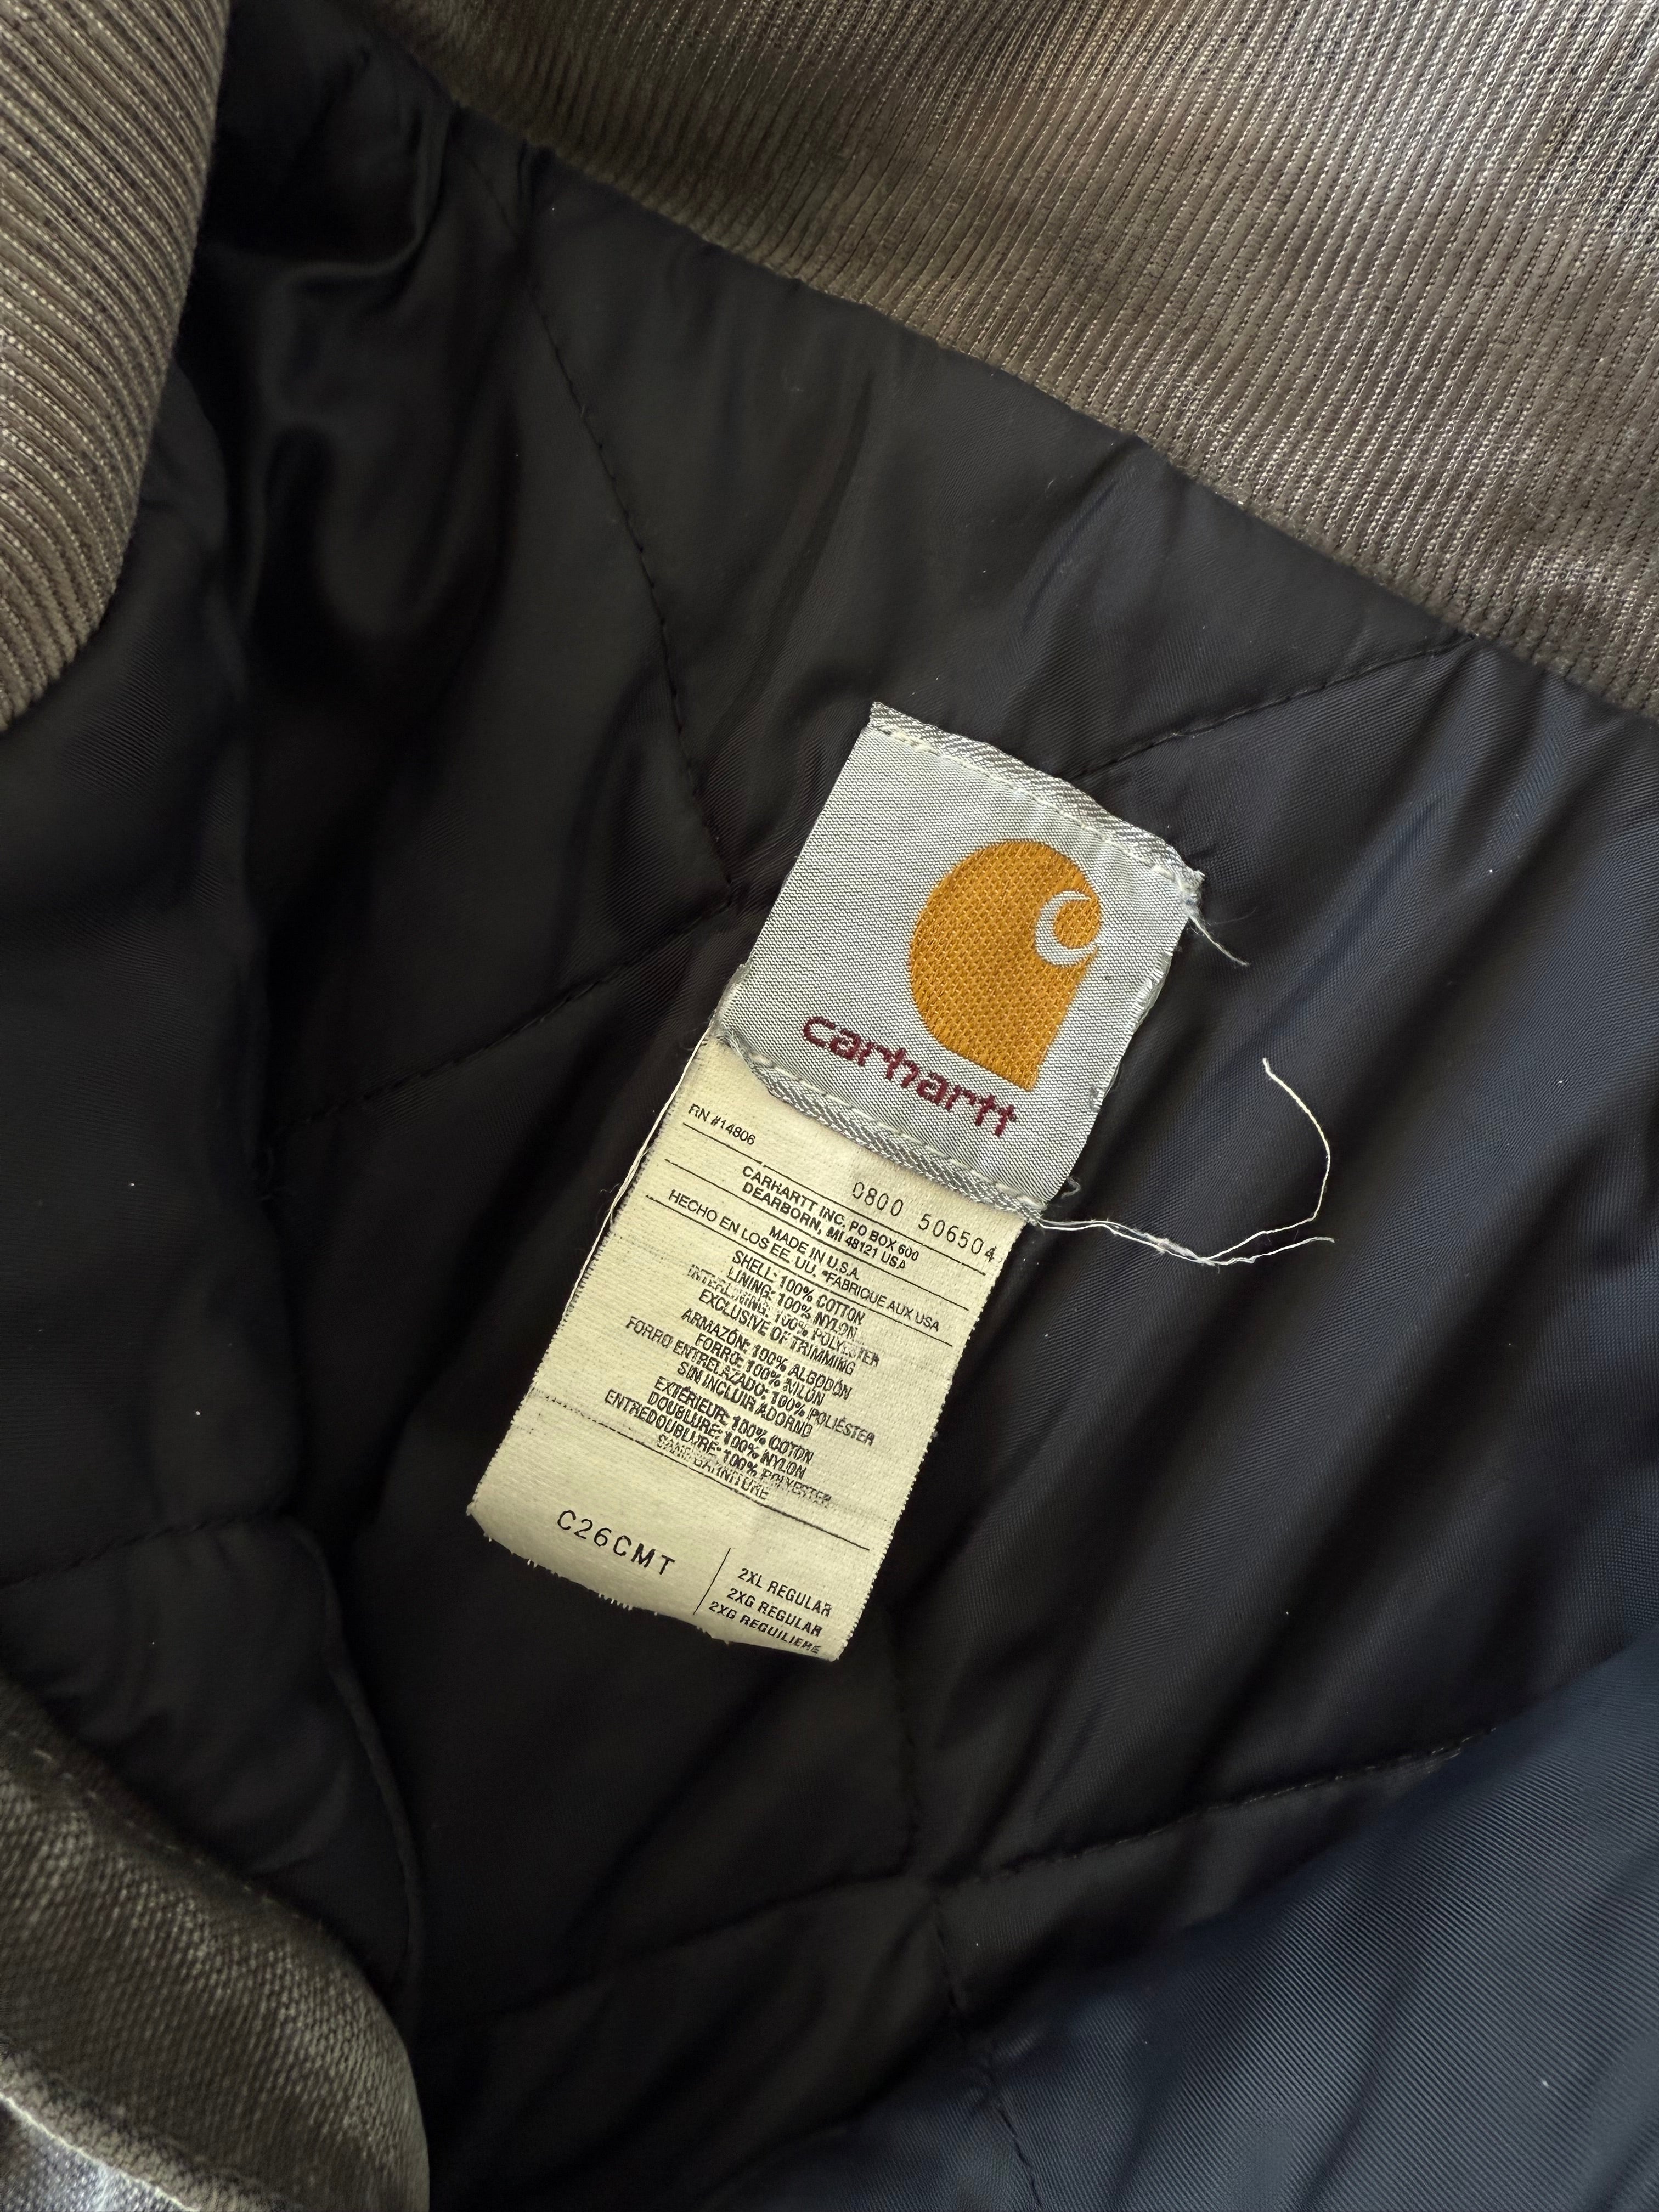 carhartt
RN #14806
0800 506504
CARHARTT INC. PO BOX 600
DEARBORN, MI 48121 USA
MADE IN U.S.A.
HECHO EN LOS EE. UU. *FABRIQUE AUX USA
SHELL: 100% COTTON
LINING: 100% NYLON
INTERLINING: 100% POLYESTER
EXCLUSIVE OF TRIMMING
ARMAZÓN: 100% ALGODÓN
FORRO: 100% NILÓN
FORRO ENTRELAZADO: 100% POLIÉSTER
SIN INCLUIR ADORNO
EXTÉRIEUR: 100% COTON
DOUBLURE: 100% NYLON
ENTREDOUBLURE: 100% POLYESTER
SANS GARNITURE
C26CMT
2XL REGULAR
2XG REGULAR
2XG REGULIERE